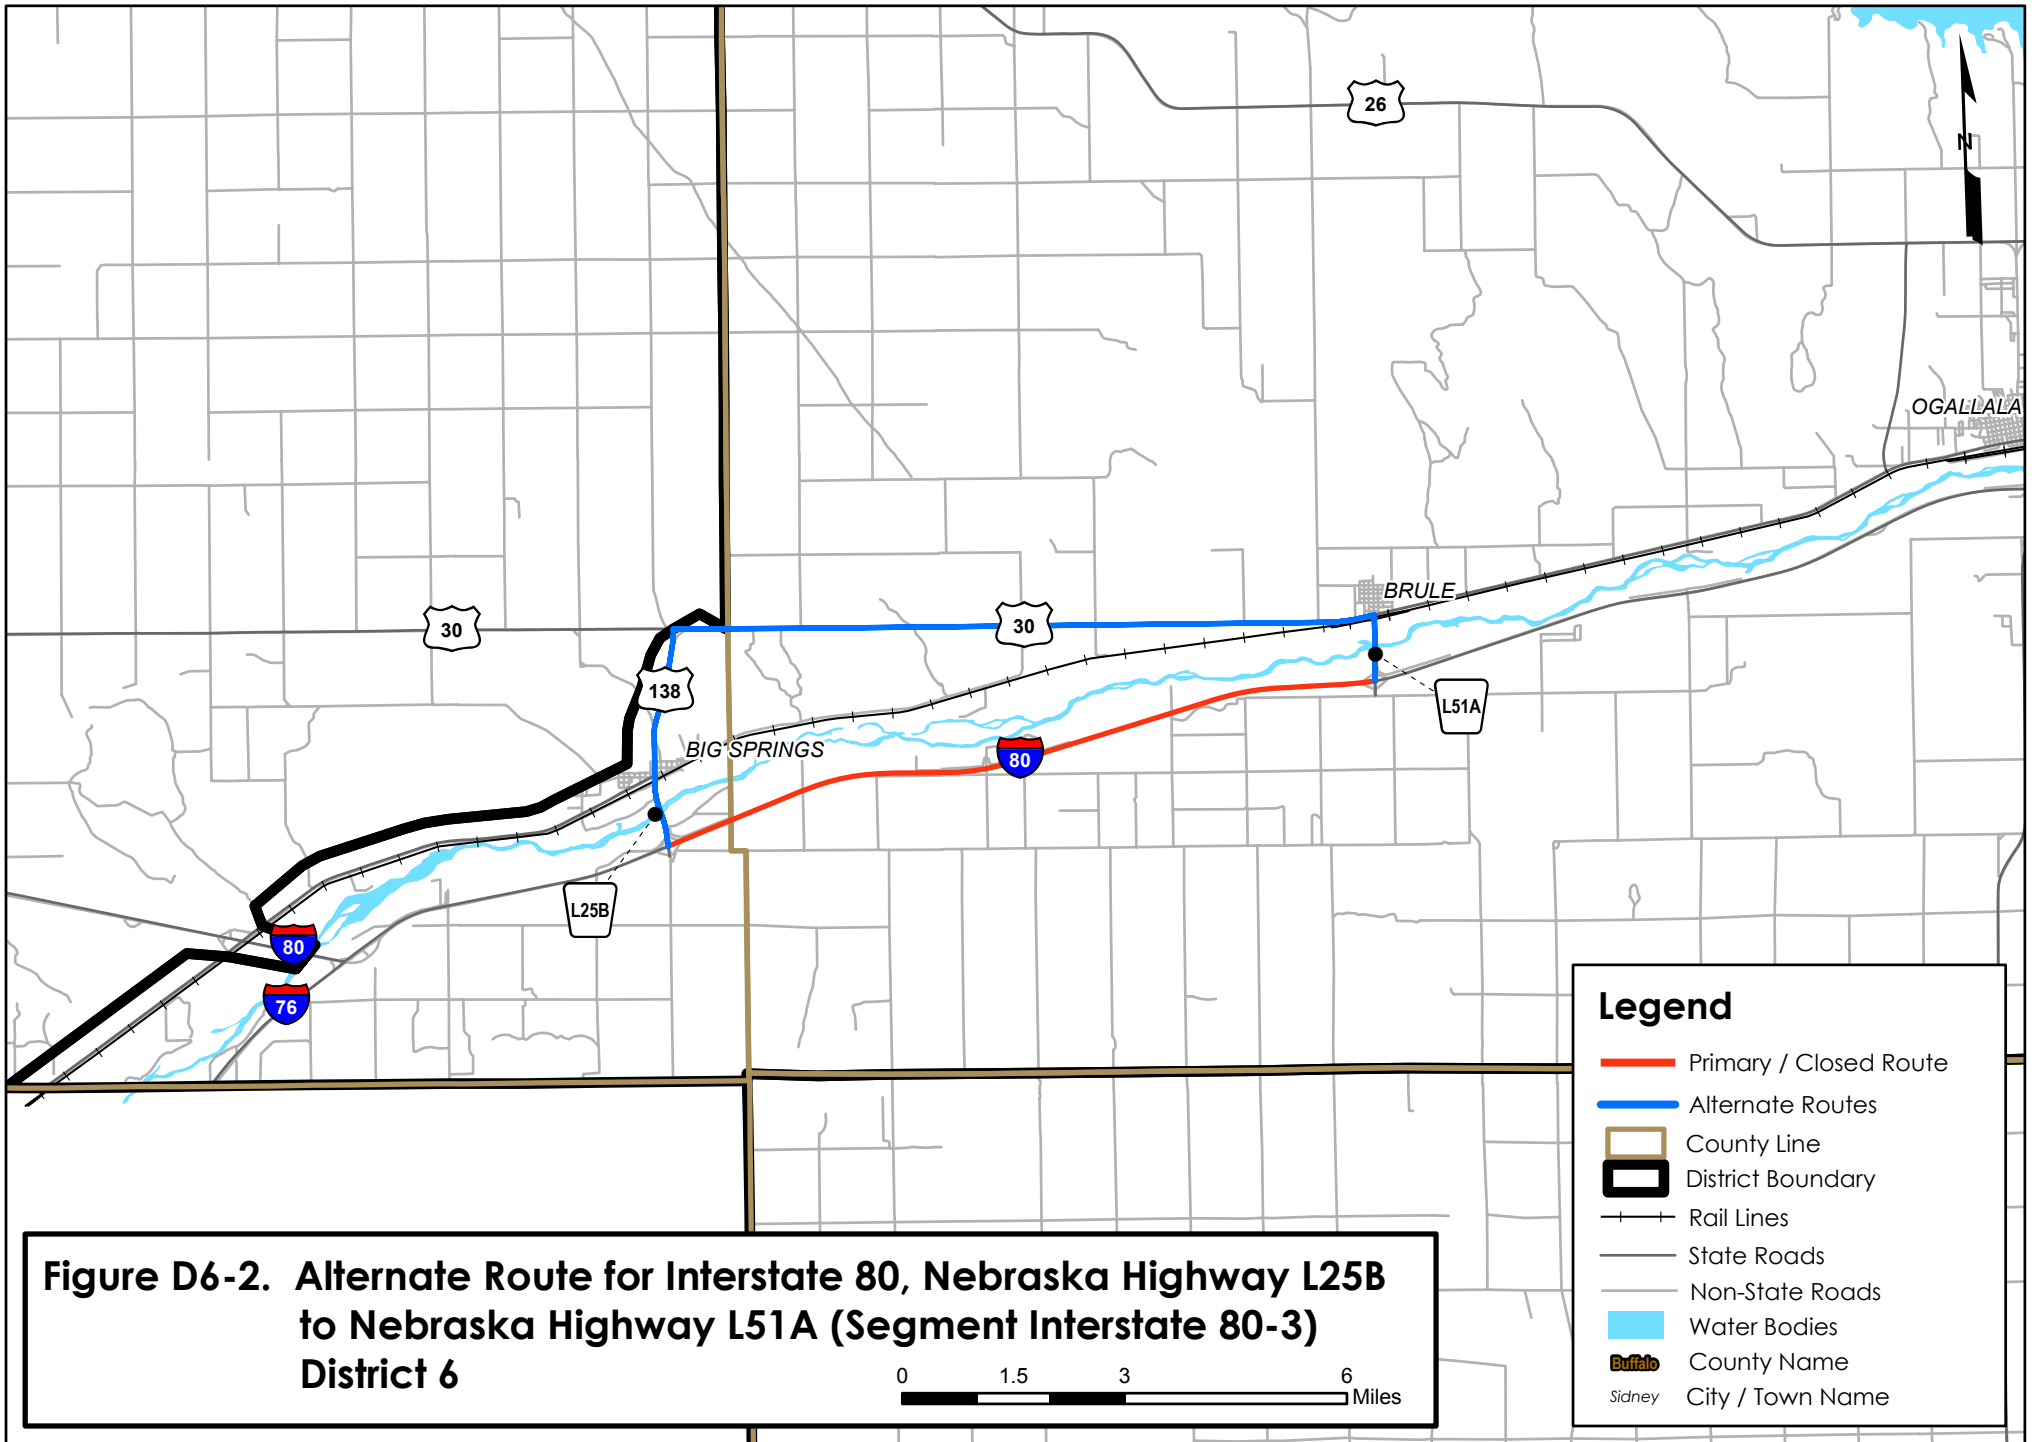 26
N
OGALLALA
BRULE
30
30
138
L51A
BIG SPRINGS
80
L25B
80
76
Legend
Primary / Closed Route
Alternate Routes
County Line
District Boundary
Rail Lines
State Roads
Non-State Roads
Water Bodies
Buffalo County Name
Sidney City / Town Name
Figure D6-2. Alternate Route for Interstate 80, Nebraska Highway L25B
to Nebraska Highway L51A (Segment Interstate 80-3)
District 6
0 1.5 3 6
Miles